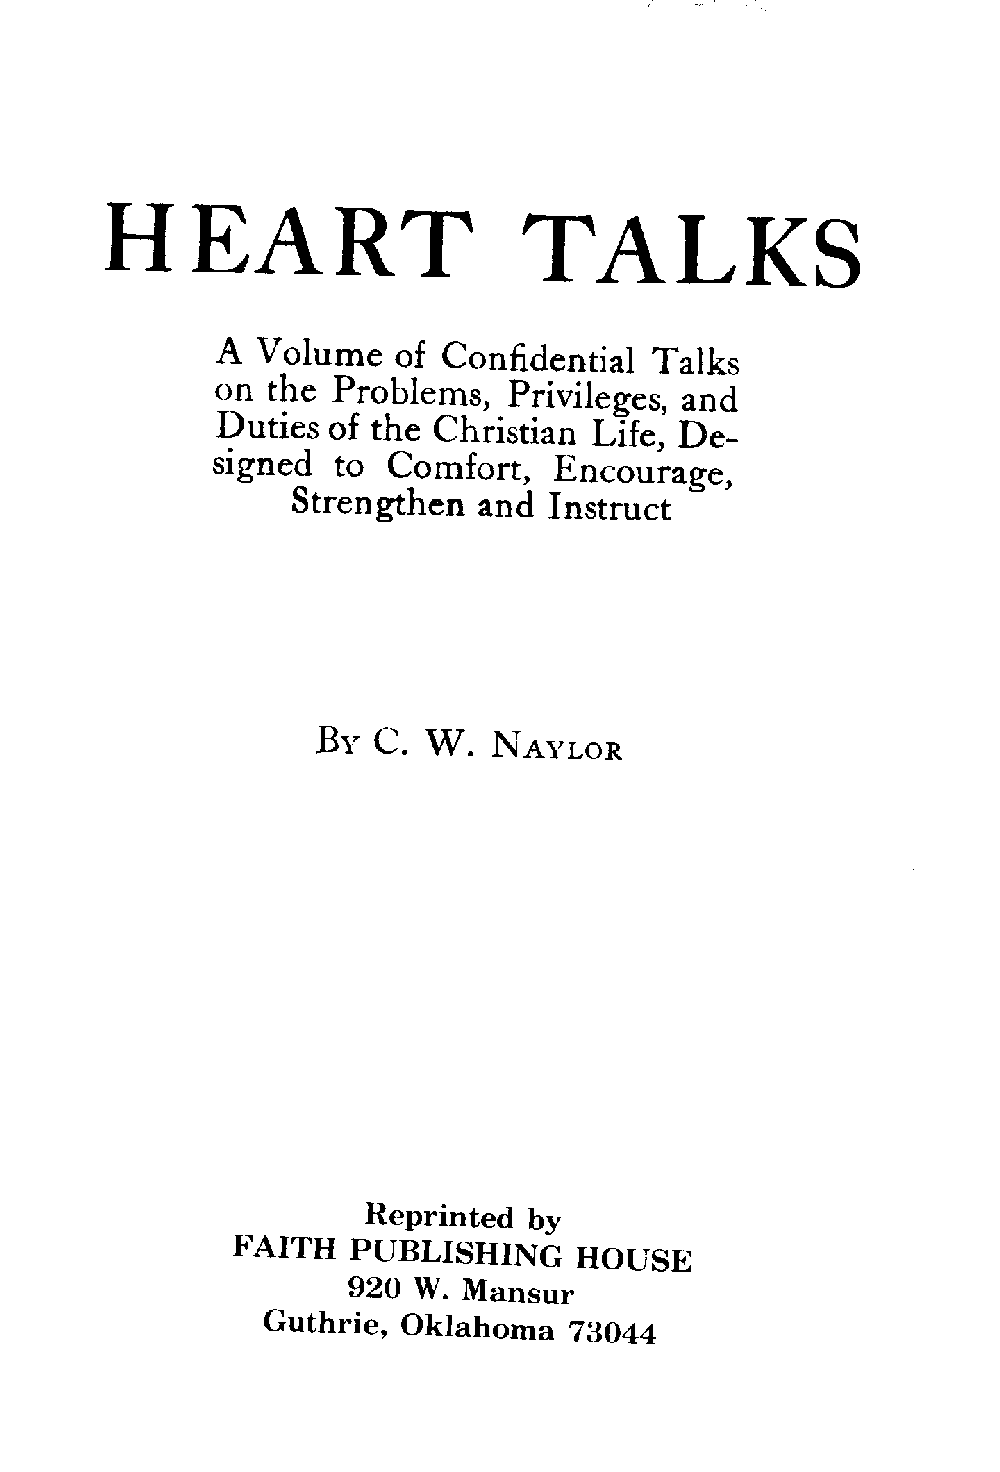 HEART TALKS
A Volume of Confidential Talks
on the Problems, Privileges, and
Duties of the Christian Life, De-
signed to Comfort, Encourage,
Strengthen and Instruct
By C. W. Naylor
Reprinted by
FAITH PUBLISHING HOUSE
920 W. Mansur
Guthrie, Oklahoma 73044